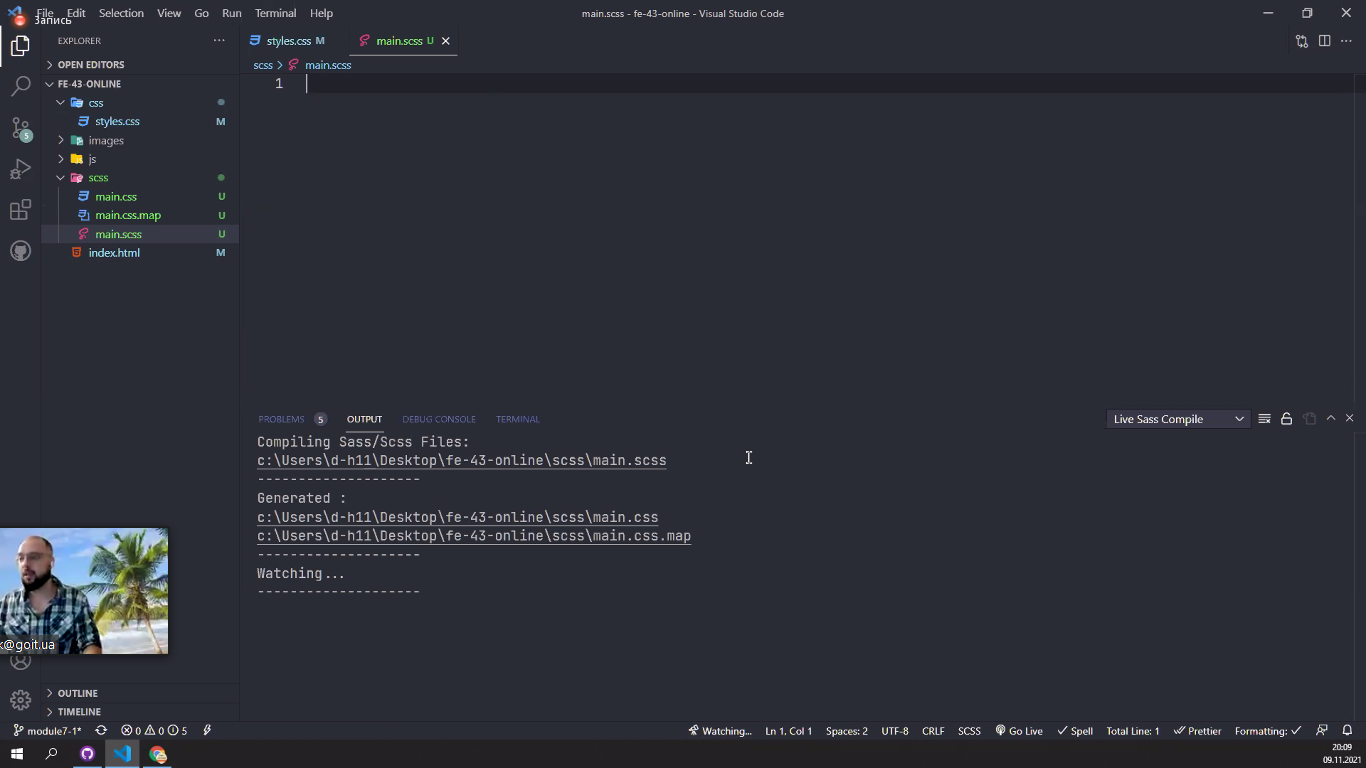 File Edit Selection View Go Run Terminal Help
Запись
main.scss - fe-43-online - Visual Studio Code
EXPLORER
OPEN EDITORS
FE-43-ONLINE
css
styles.css M
images
js
scss
main.css U
main.css.map U
main.scss U
index.html M
5
OUTLINE
TIMELINE
styles.css M
main.scss U
scss > main.scss
1
PROBLEMS 5 OUTPUT DEBUG CONSOLE TERMINAL
Live Sass Compile
Compiling Sass/Scss Files:
c:\Users\d-h11\Desktop\fe-43-online\scss\main.scss
--------------------
Generated :
c:\Users\d-h11\Desktop\fe-43-online\scss\main.css
c:\Users\d-h11\Desktop\fe-43-online\scss\main.css.map
--------------------
Watching...
--------------------
k@goit.ua
module7-1* 0 0 5
Watching... Ln 1, Col 1 Spaces: 2 UTF-8 CRLF SCSS Go Live Spell Total Line: 1 Prettier Formatting:
20:09
09.11.2021